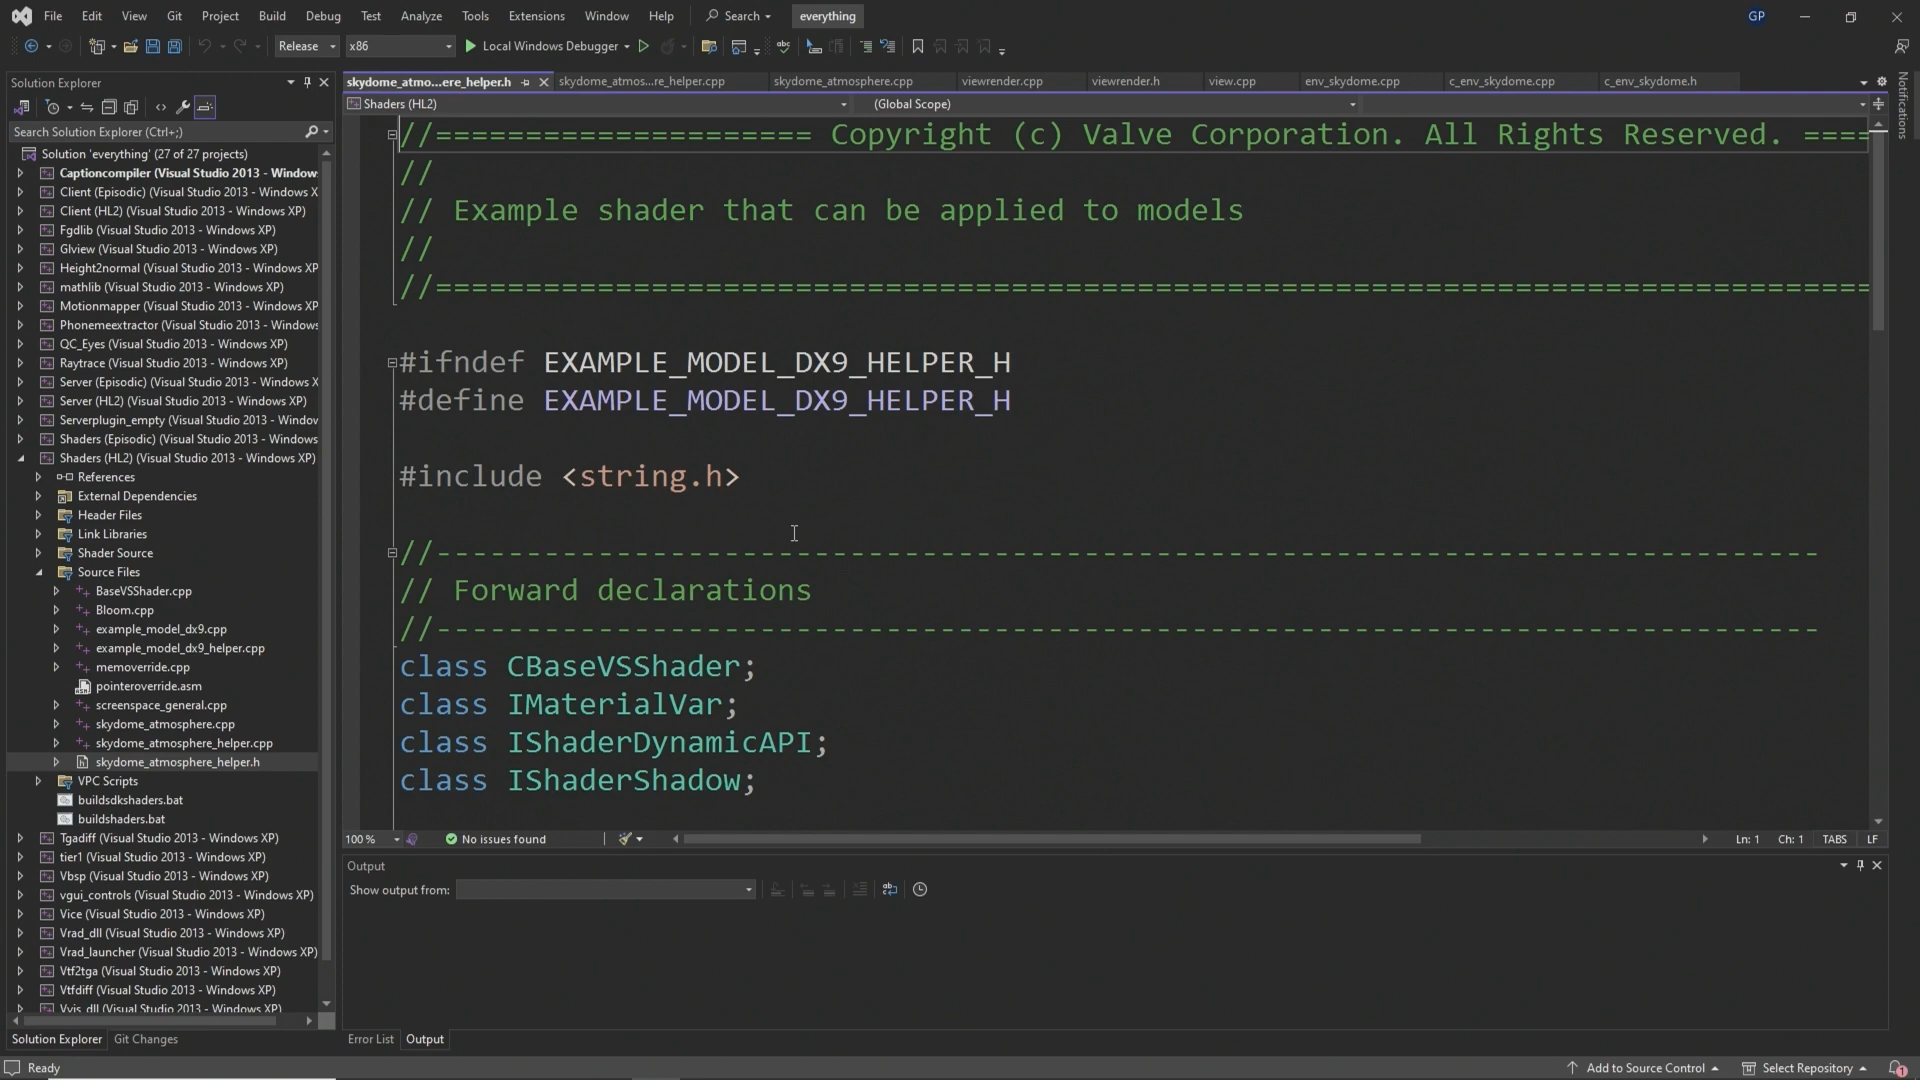 File Edit View Git Project Build Debug Test Analyze Tools Extensions Window Help Search everything GP
Release x86 Local Windows Debugger
Solution Explorer
Search Solution Explorer (Ctrl+;)
Solution 'everything' (27 of 27 projects)
Captioncompiler (Visual Studio 2013 - Window
Client (Episodic) (Visual Studio 2013 - Windows X
Client (HL2) (Visual Studio 2013 - Windows XP)
Fgdlib (Visual Studio 2013 - Windows XP)
Glview (Visual Studio 2013 - Windows XP)
Height2normal (Visual Studio 2013 - Windows XP
mathlib (Visual Studio 2013 - Windows XP)
Motionmapper (Visual Studio 2013 - Windows XP
Phonemeextractor (Visual Studio 2013 - Windows
QC_Eyes (Visual Studio 2013 - Windows XP)
Raytrace (Visual Studio 2013 - Windows XP)
Server (Episodic) (Visual Studio 2013 - Windows X
Server (HL2) (Visual Studio 2013 - Windows XP)
Serverplugin_empty (Visual Studio 2013 - Window
Shaders (Episodic) (Visual Studio 2013 - Windows
Shaders (HL2) (Visual Studio 2013 - Windows XP)
References
External Dependencies
Header Files
Link Libraries
Shader Source
Source Files
BaseVSShader.cpp
Bloom.cpp
example_model_dx9.cpp
example_model_dx9_helper.cpp
memoverride.cpp
pointeroverride.asm
screenspace_general.cpp
skydome_atmosphere.cpp
skydome_atmosphere_helper.cpp
skydome_atmosphere_helper.h
VPC Scripts
buildsdkshaders.bat
buildshaders.bat
Tgadiff (Visual Studio 2013 - Windows XP)
tier1 (Visual Studio 2013 - Windows XP)
Vbsp (Visual Studio 2013 - Windows XP)
vgui_controls (Visual Studio 2013 - Windows XP)
Vice (Visual Studio 2013 - Windows XP)
Vrad_dll (Visual Studio 2013 - Windows XP)
Vrad_launcher (Visual Studio 2013 - Windows XP)
Vtf2tga (Visual Studio 2013 - Windows XP)
Vtfdiff (Visual Studio 2013 - Windows XP)
Vvis_dll (Visual Studio 2013 - Windows XP)
Solution Explorer Git Changes
skydome_atmo...ere_helper.h skydome_atmos...re_helper.cpp skydome_atmosphere.cpp viewrender.cpp viewrender.h view.cpp env_skydome.cpp c_env_skydome.cpp c_env_skydome.h
Shaders (HL2) (Global Scope)
//===================== Copyright (c) Valve Corporation. All Rights Reserved. ====
//
// Example shader that can be applied to models
//
//================================================================================
#ifndef EXAMPLE_MODEL_DX9_HELPER_H
#define EXAMPLE_MODEL_DX9_HELPER_H
#include <string.h>
//-----------------------------------------------------------------------------
// Forward declarations
//-----------------------------------------------------------------------------
class CBaseVSShader;
class IMaterialVar;
class IShaderDynamicAPI;
class IShaderShadow;
100 % No issues found Ln: 1 Ch: 1 TABS LF
Output
Show output from:
Error List Output
Notifications
Ready Add to Source Control Select Repository 1